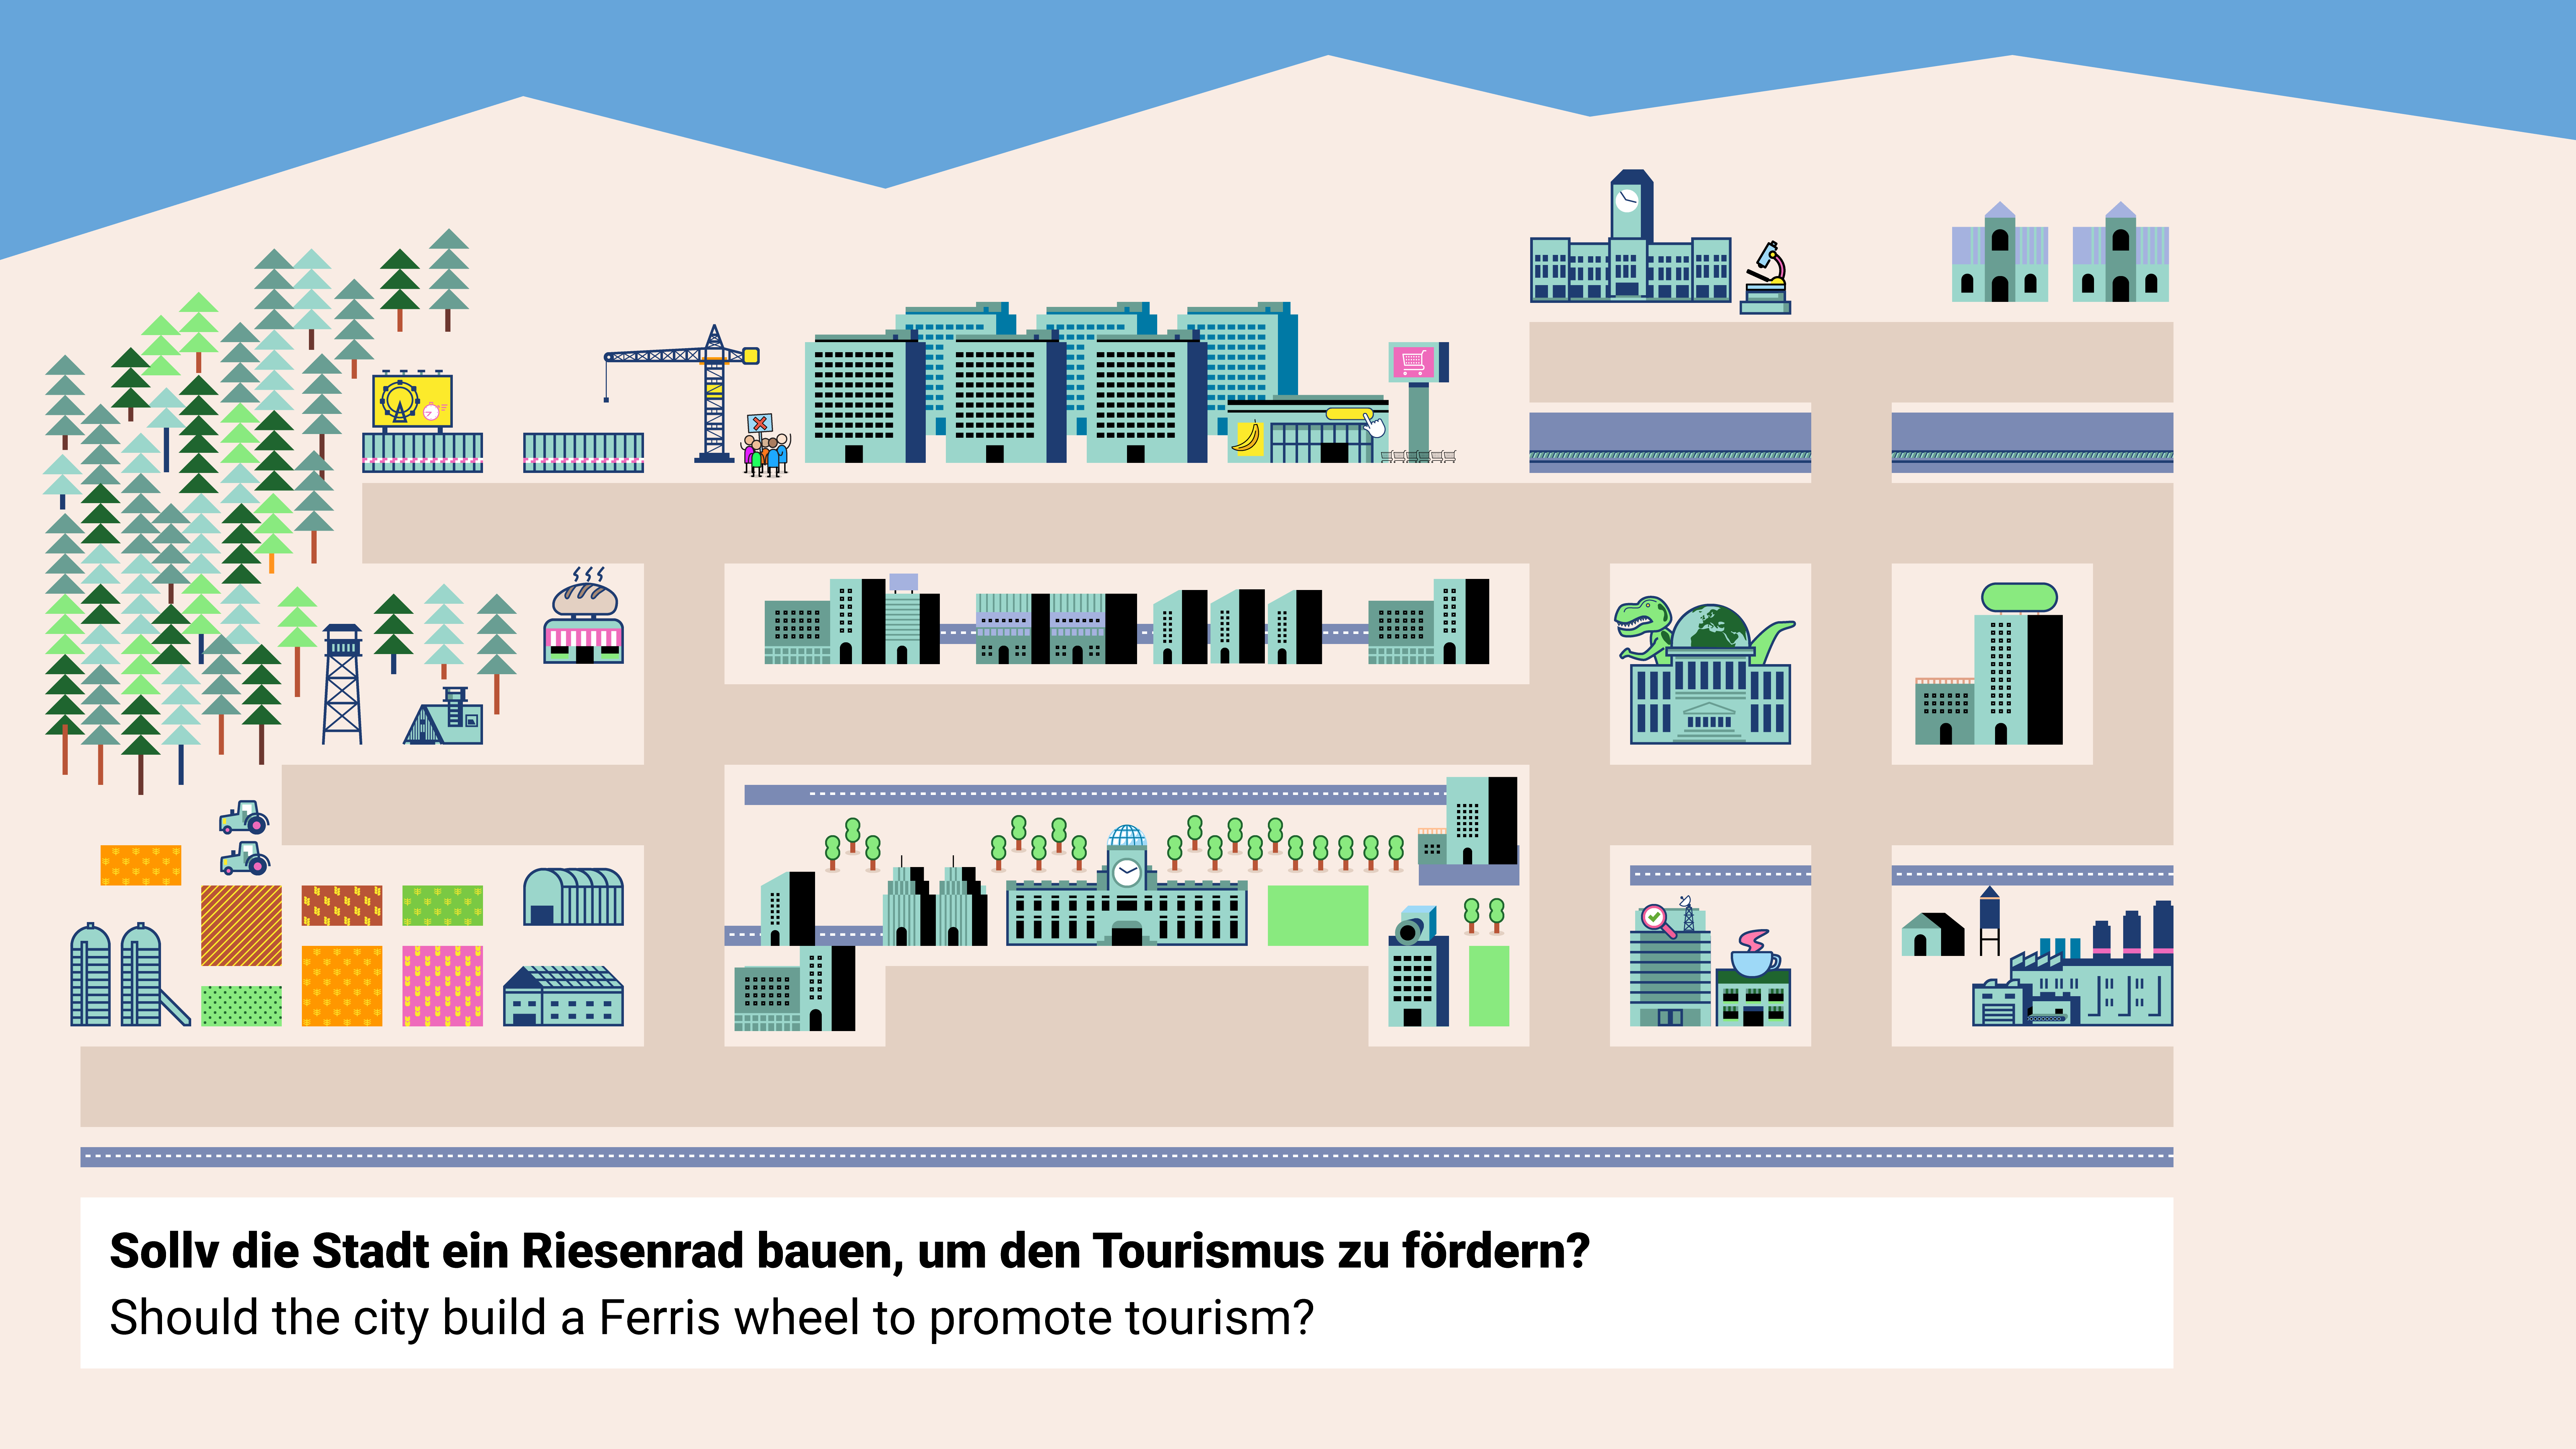 Sollv die Stadt ein Riesenrad bauen, um den Tourismus zu fördern?
Should the city build a Ferris wheel to promote tourism?